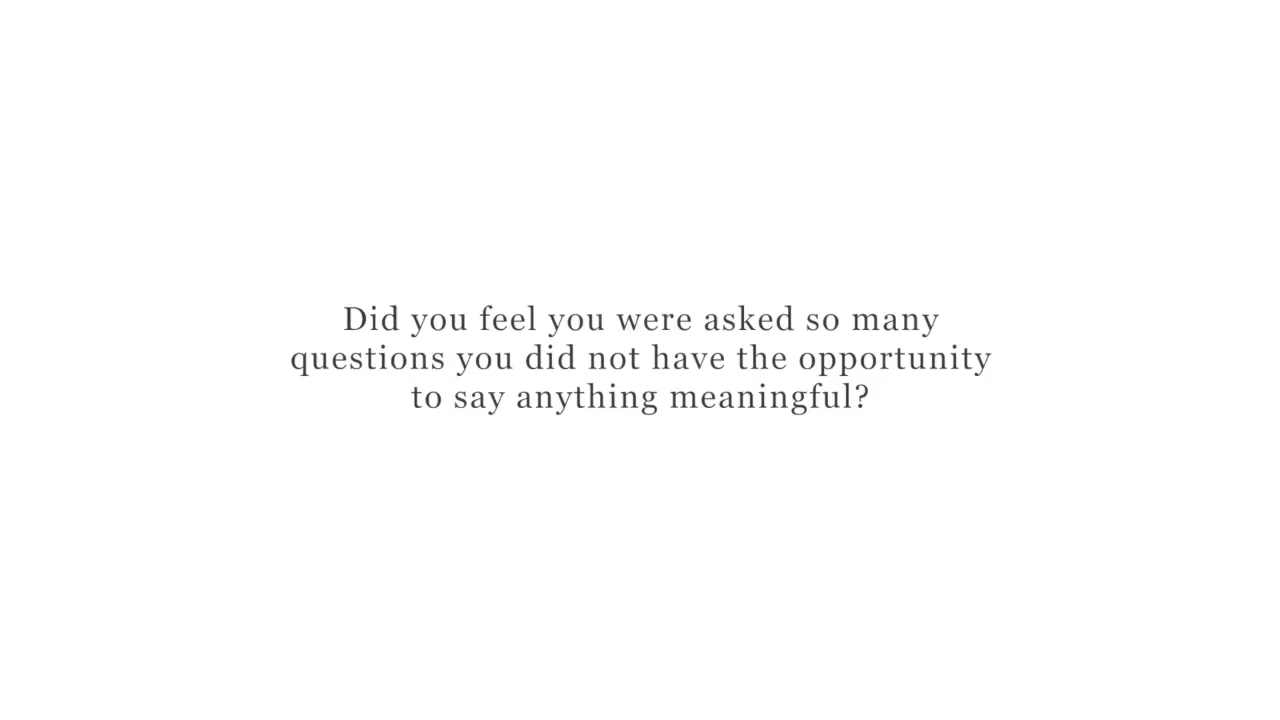 Did you feel you were asked so many
questions you did not have the opportunity
to say anything meaningful?